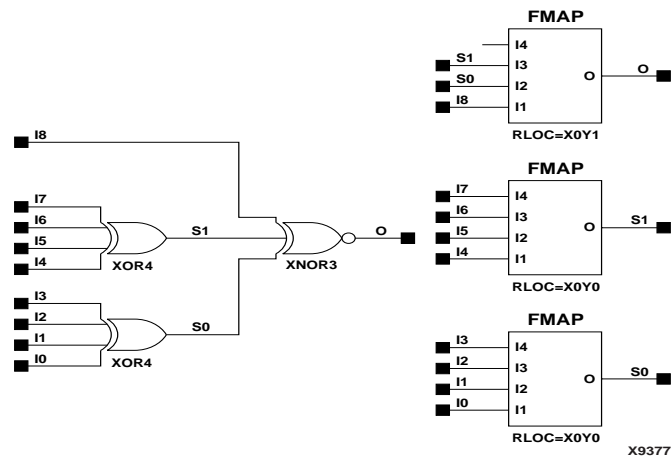 FMAP
I4
S1 I3
S0 I2 O O
I8 I1
RLOC=X0Y1
I8
FMAP
I7 I4
I6 I3
I5 I2 O S1
I4 I1
RLOC=X0Y0
I7
I6
I5 S1 O
I4
XOR4 XNOR3
I3
I2
I1 S0
I0
XOR4
FMAP
I3 I4
I2 I3
I1 I2 O S0
I0 I1
RLOC=X0Y0
X9377